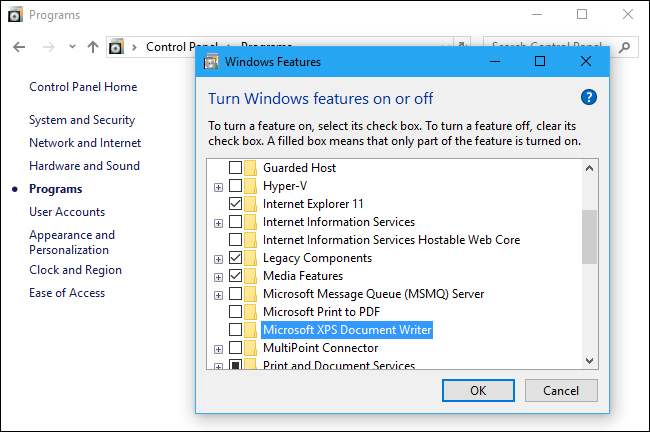 Programs
Control Panel
Programs
Search Control Panel
Control Panel Home
System and Security
Network and Internet
Hardware and Sound
Programs
User Accounts
Appearance and
Personalization
Clock and Region
Ease of Access
Windows Features
Turn Windows features on or off
To turn a feature on, select its check box. To turn a feature off, clear its
check box. A filled box means that only part of the feature is turned on.
Guarded Host
Hyper-V
Internet Explorer 11
Internet Information Services
Internet Information Services Hostable Web Core
Legacy Components
Media Features
Microsoft Message Queue (MSMQ) Server
Microsoft Print to PDF
Microsoft XPS Document Writer
MultiPoint Connector
Print and Document Services
OK
Cancel